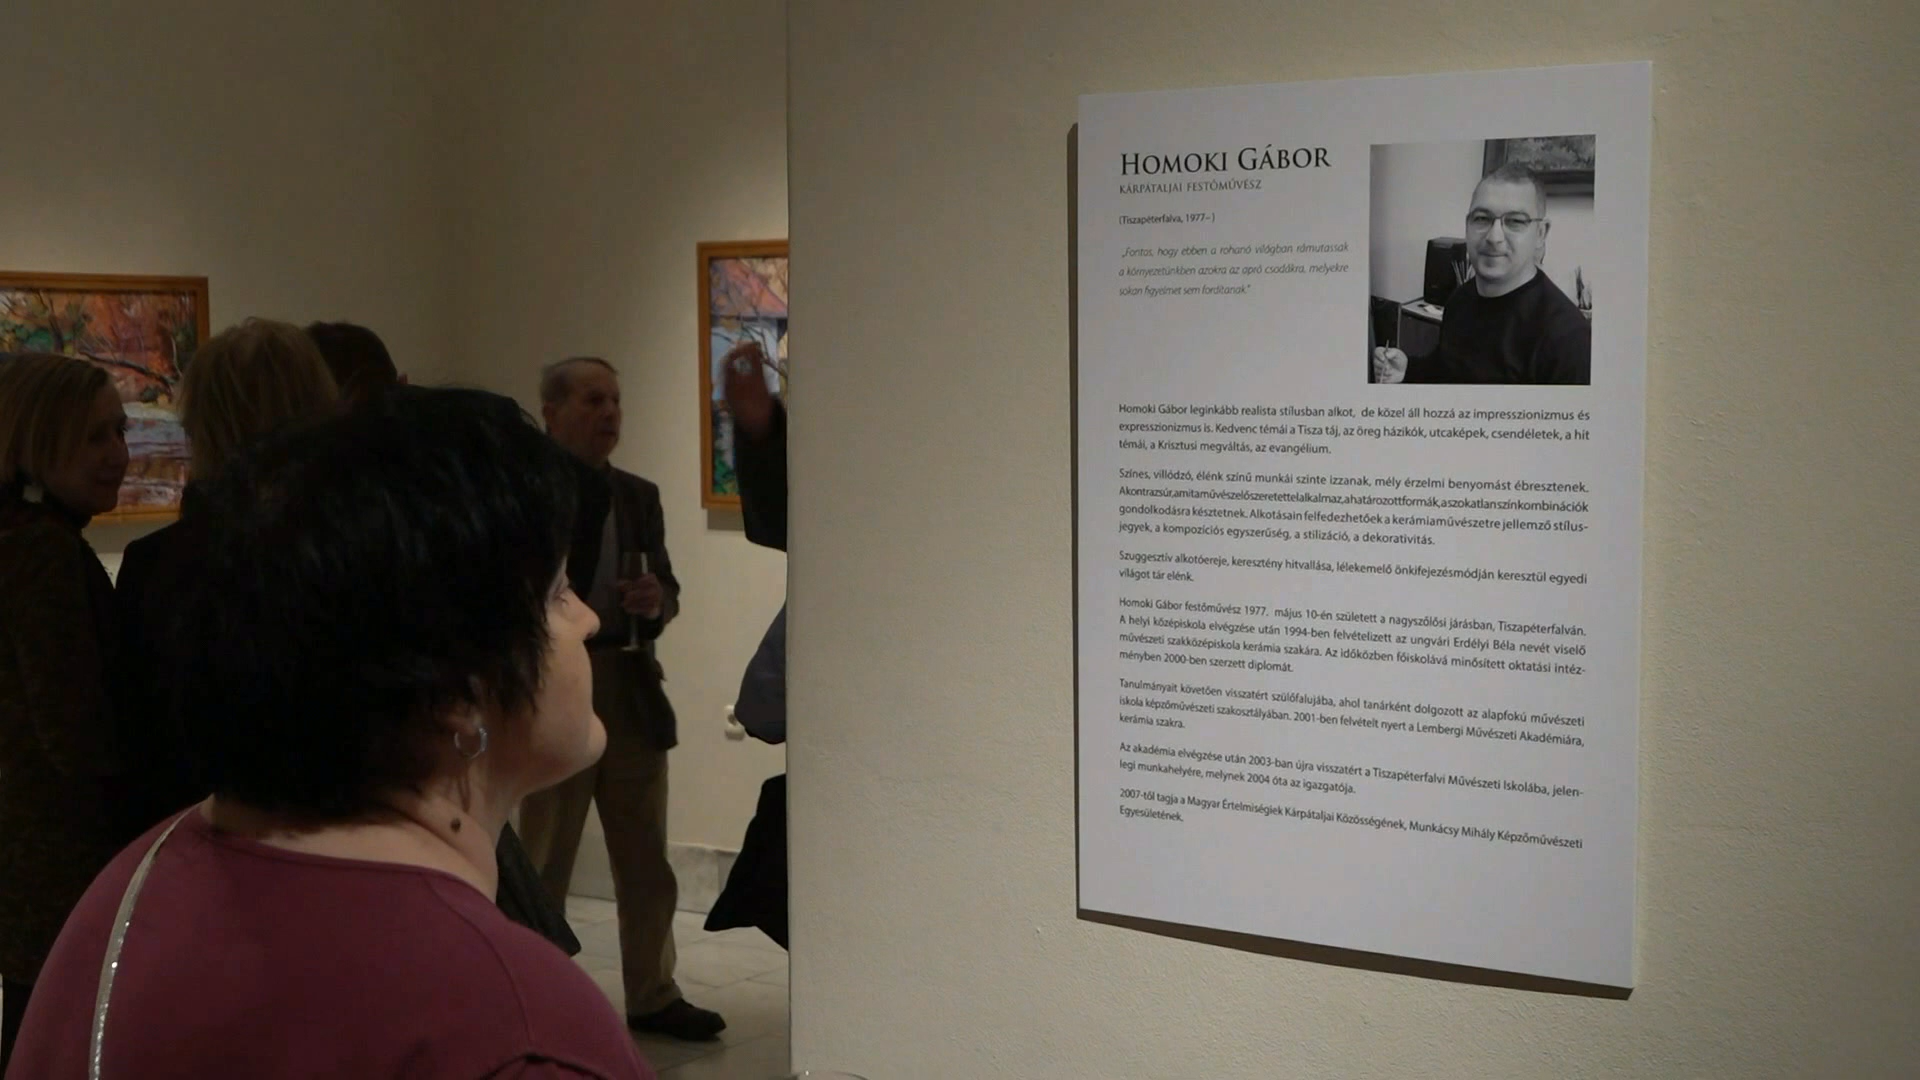 HOMOKI GÁBOR
KÁRPÁTALJAI FESTŐMŰVÉSZ
(Tiszapéterfalva, 1977– )
„Fontos, hogy ebben a rohanó világban rámutassak
a környezetünkben azokra az apró csodákra, melyekre
sokan figyelmet sem fordítanak.”
Homoki Gábor leginkább realista stílusban alkot, de közel áll hozzá az impresszionizmus és
expresszionizmus is. Kedvenc témái a Tisza táj, az öreg házikók, utcaképek, csendéletek, a hit
témái, a Krisztusi megváltás, az evangélium.
Színes, villódzó, élénk színű munkái szinte izzanak, mély érzelmi benyomást ébresztenek.
A kontrazsúr, amit a művész előszeretettel alkalmaz, a határozott formák, a szokatlan színkombinációk
gondolkodásra késztetnek. Alkotásain felfedezhetőek a kerámiaművészetre jellemző stílus-
jegyek, a kompozíciós egyszerűség, a stilizáció, a dekorativitás.
Szuggesztív alkotóereje, keresztény hitvallása, lélekemelő önkifejezésmódján keresztül egyedi
világot tár elénk.
Homoki Gábor festőművész 1977. május 10-én született a nagyszőlősi járásban, Tiszapéterfalván.
A helyi középiskola elvégzése után 1994-ben felvételizett az ungvári Erdélyi Béla nevét viselő
művészeti szakközépiskola kerámia szakára. Az időközben főiskolává minősített oktatási intéz-
ményben 2000-ben szerzett diplomát.
Tanulmányait követően visszatért szülőfalujába, ahol tanárként dolgozott az alapfokú művészeti
iskola képzőművészeti szakosztályában. 2001-ben felvételt nyert a Lembergi Művészeti Akadémiára,
kerámia szakra.
Az akadémia elvégzése után 2003-ban újra visszatért a Tiszapéterfalvi Művészeti Iskolába, jelen-
legi munkahelyére, melynek 2004 óta az igazgatója.
2007-től tagja a Magyar Értelmiségiek Kárpátaljai Közösségének, Munkácsy Mihály Képzőművészeti
Egyesületének.